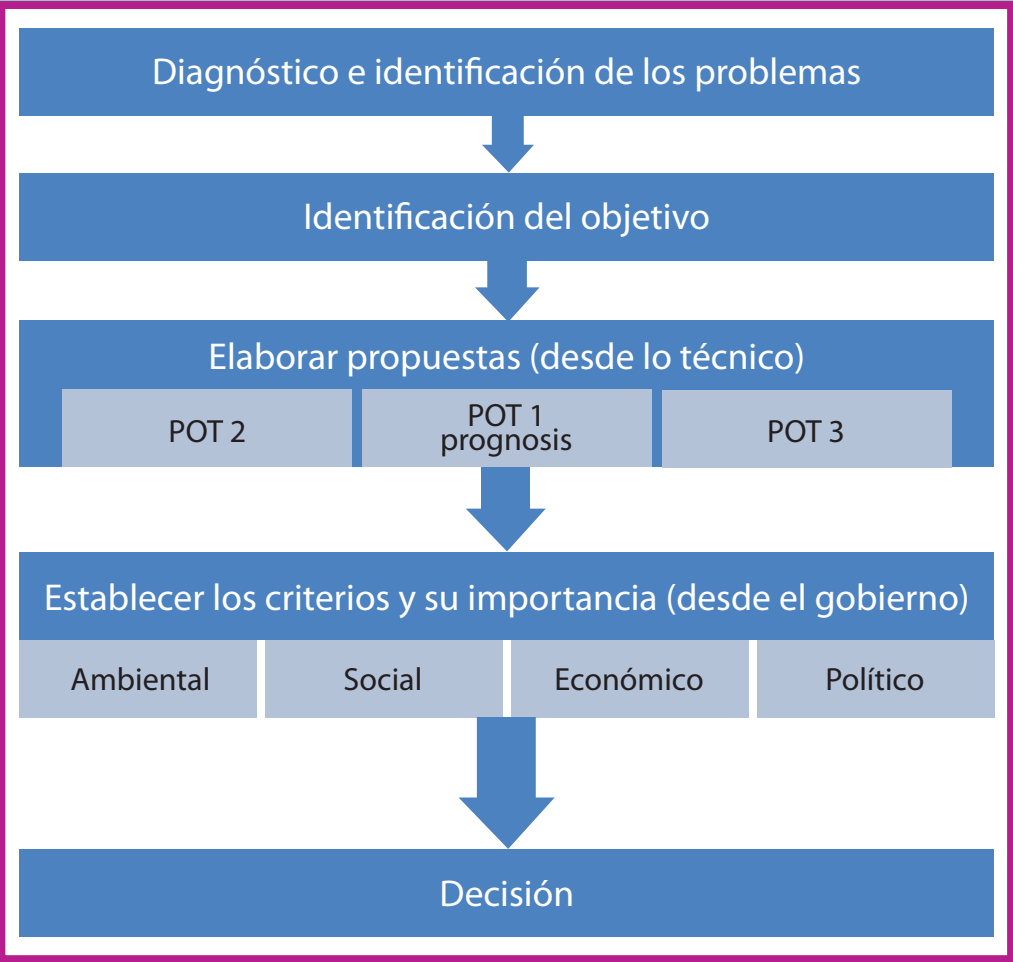 Diagnóstico e identificación de los problemas
Identificación del objetivo
Elaborar propuestas (desde lo técnico)
POT 2
POT 1
prognosis
POT 3
Establecer los criterios y su importancia (desde el gobierno)
Ambiental
Social
Económico
Político
Decisión